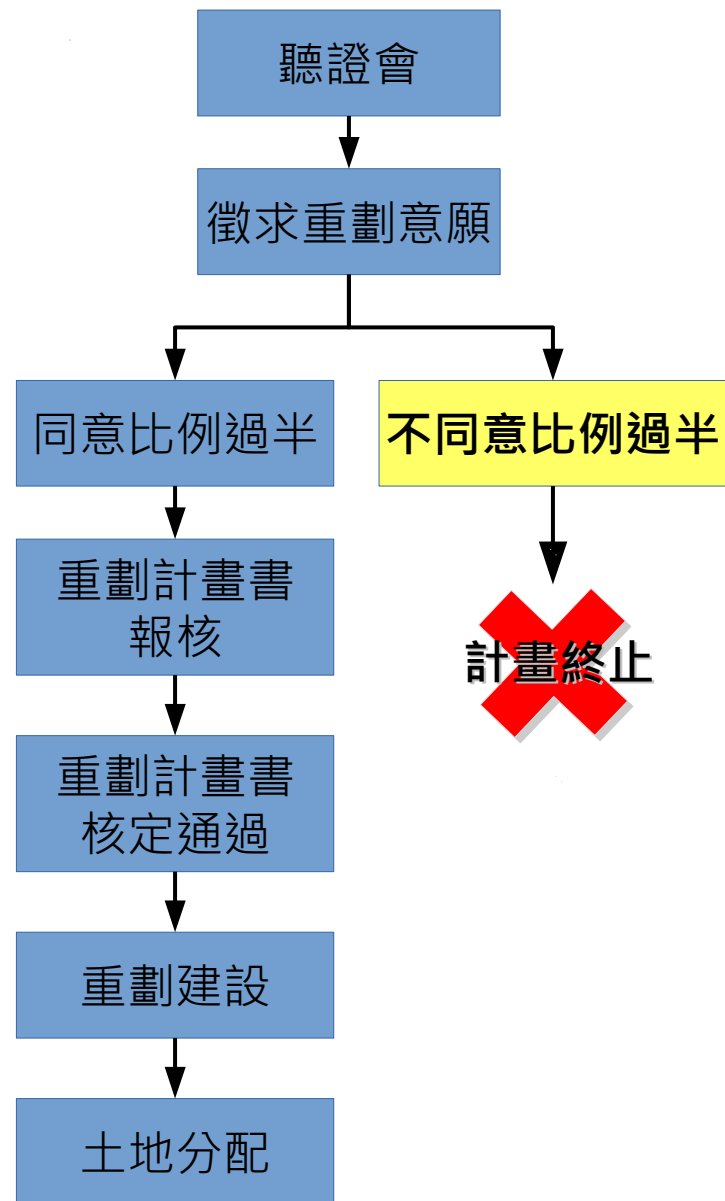 聽證會
徵求重劃意願
同意比例過半
不同意比例過半
重劃計畫書
報核
計畫終止
重劃計畫書
核定通過
重劃建設
土地分配